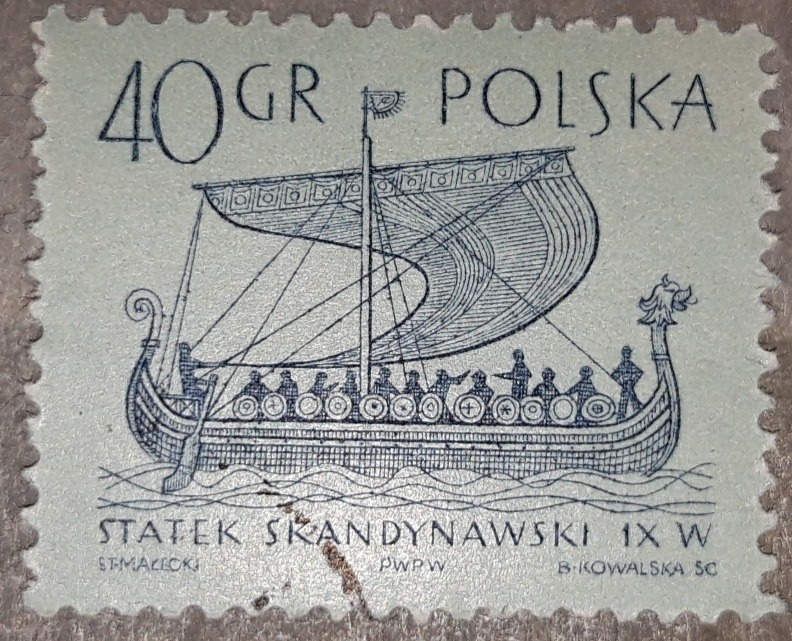 40 GR POLSKA
STATEK SKANDYNAWSKI IX W
ST·MAŁECKI PWPW B·KOWALSKA SC